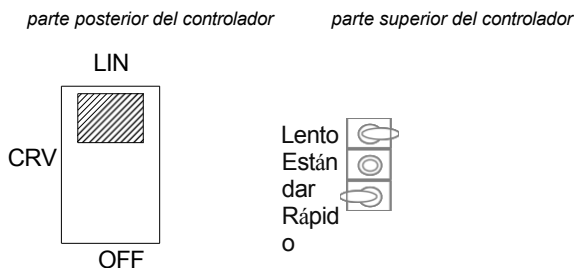 parte posterior del controlador
parte superior del controlador
LIN
CRV
OFF
Lento
Están
dar
Rápid
o